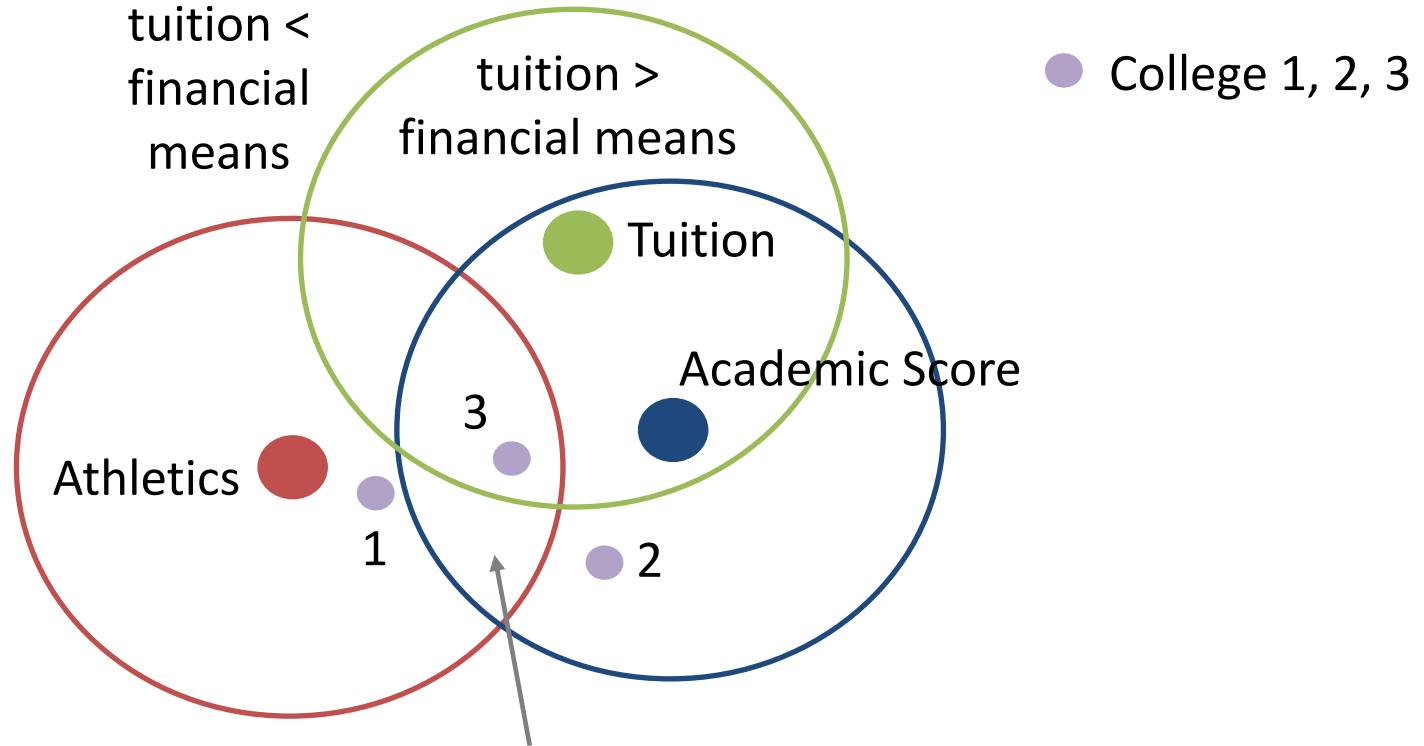 tuition <
financial
means
tuition >
financial means
College 1, 2, 3
Tuition
Academic Score
3
Athletics
1
2